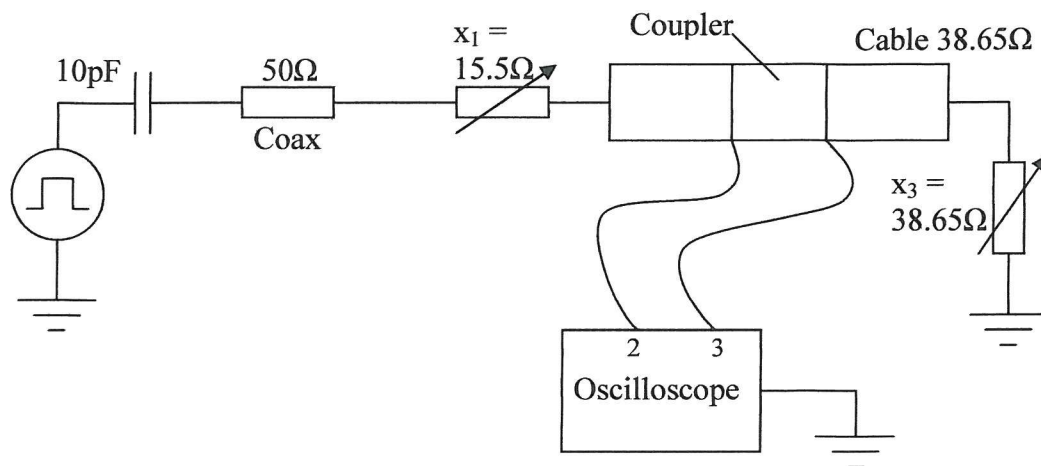 Coupler
x₁ =
15.5Ω
Cable 38.65Ω
10pF
50Ω
Coax
x₃ =
38.65Ω
2 3
Oscilloscope